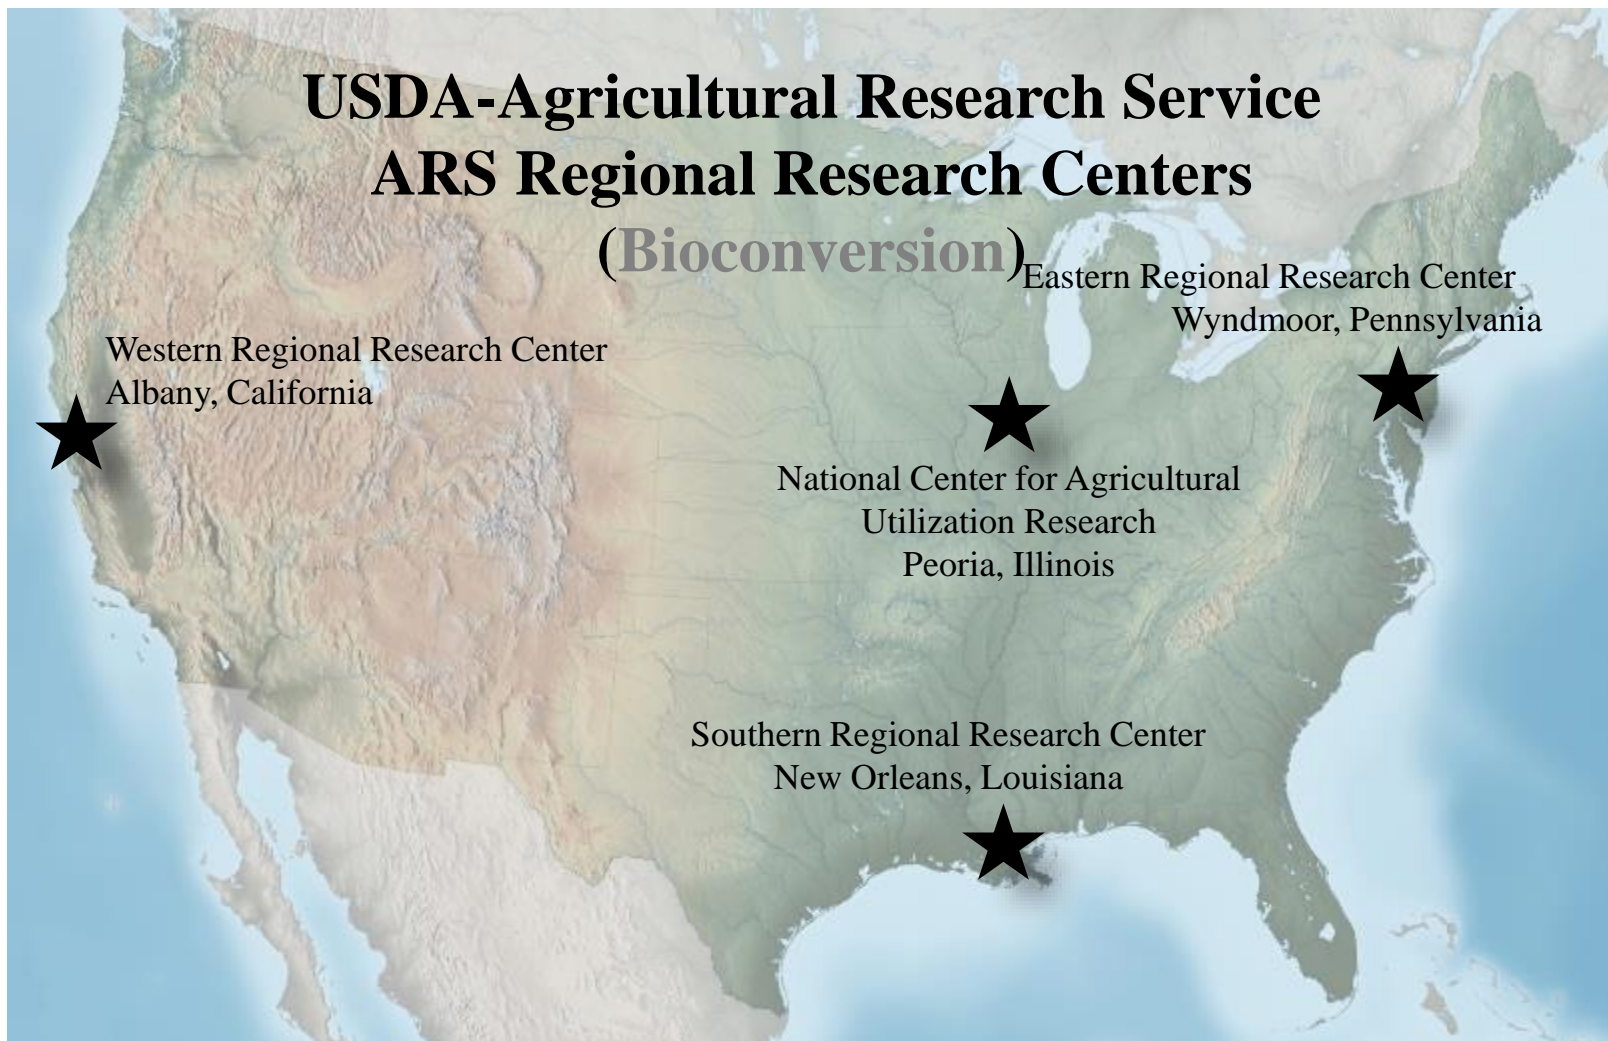 USDA-Agricultural Research Service
ARS Regional Research Centers
(Bioconversion)
Eastern Regional Research Center
Wyndmoor, Pennsylvania
Western Regional Research Center
Albany, California
National Center for Agricultural
Utilization Research
Peoria, Illinois
Southern Regional Research Center
New Orleans, Louisiana